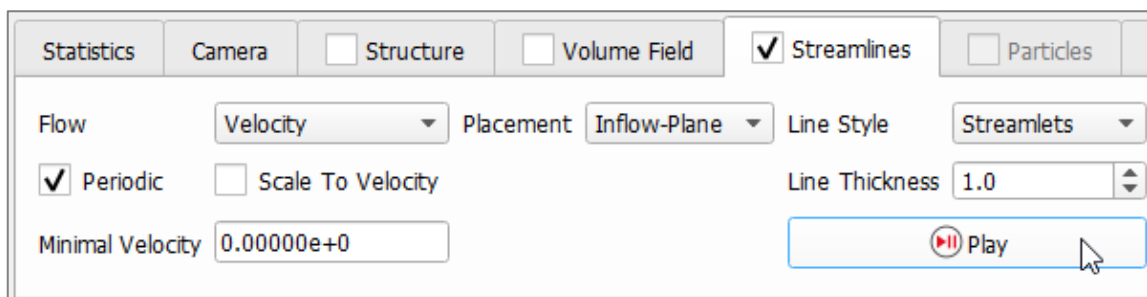 Statistics Camera Structure Volume Field Streamlines Particles
Flow Velocity Placement Inflow-Plane Line Style Streamlets
Periodic Scale To Velocity Line Thickness 1.0
Minimal Velocity 0.00000e+0 Play